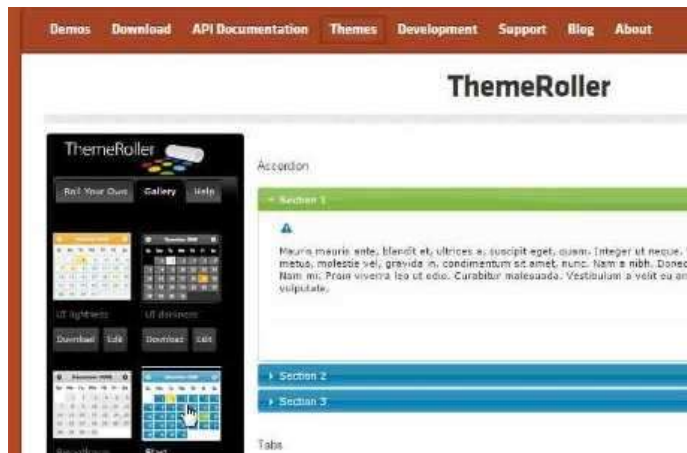 Demos Download API Documentation Themes Development Support Blog About
ThemeRoller
ThemeRoller
Roll Your Own Gallery Help
Accordion
Section 1
Mauris mauris ante, blandit et, ultrices a, suscipit eget, quam. Integer ut neque.
metus, molestie vel, gravida in, condimentum sit amet, nunc. Nam a nibh. Donec
Nam mi. Proin viverra leo ut odio. Curabitur malesuada. Vestibulum a velit eu an
vulputate.
UI lightness UI darkness
Download Edit Download Edit
Section 2
Section 3
Smoothness Start
Tabs